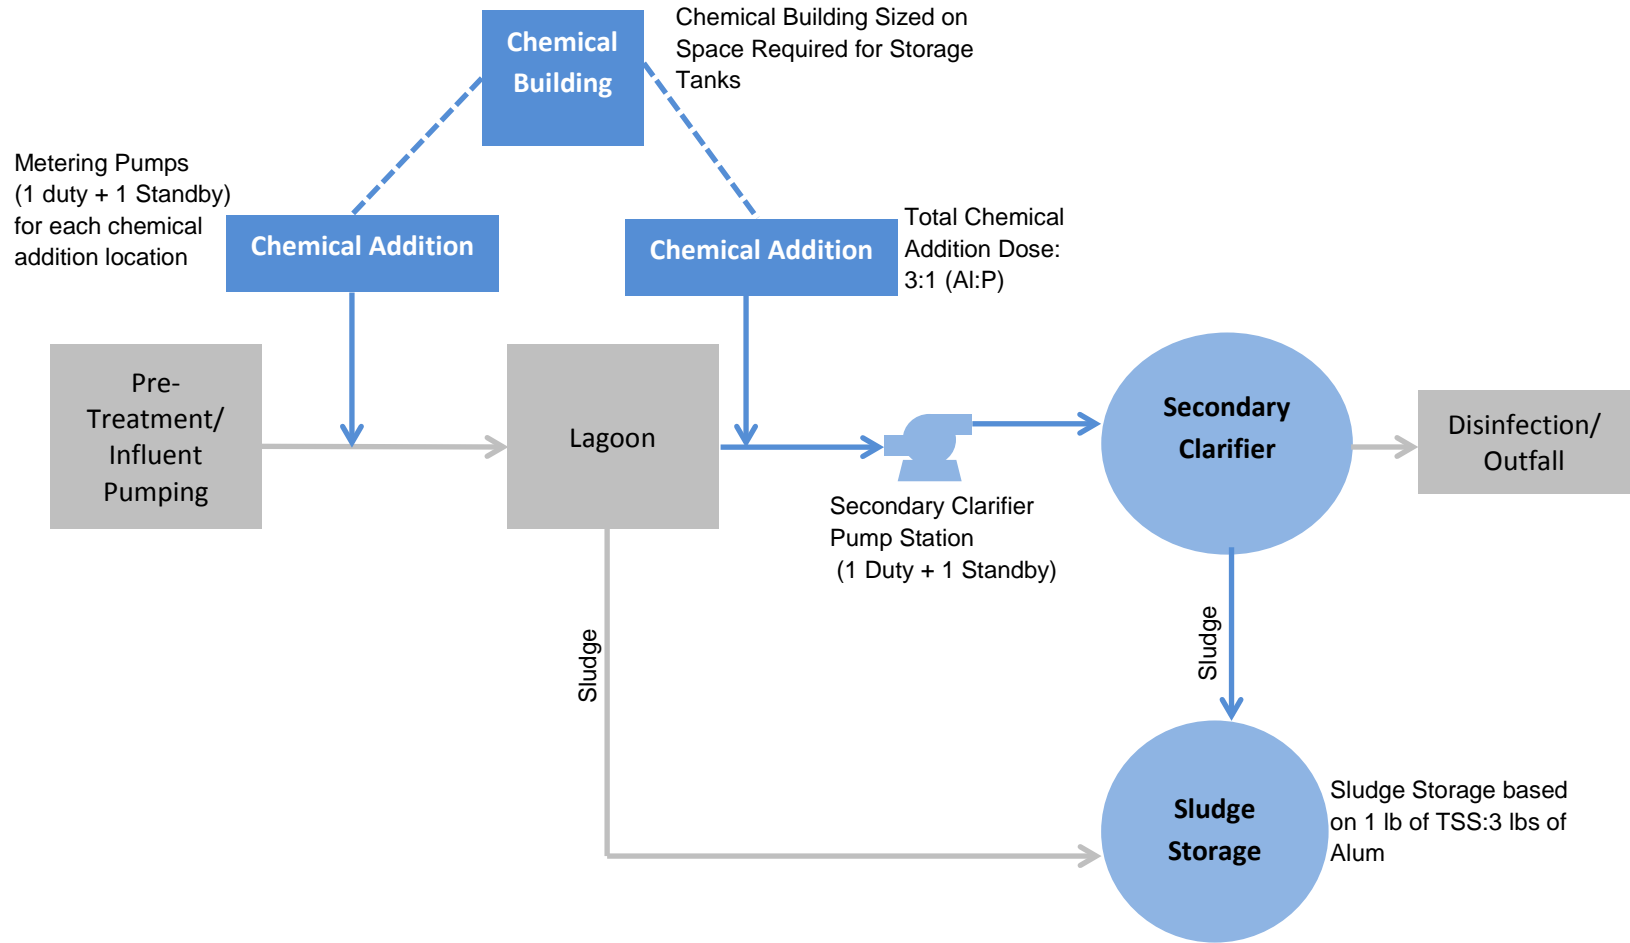 Chemical
Building
Chemical Building Sized on
Space Required for Storage
Tanks
Metering Pumps
(1 duty + 1 Standby)
for each chemical
addition location
Chemical Addition
Chemical Addition
Total Chemical
Addition Dose:
3:1 (Al:P)
Pre-
Treatment/
Influent
Pumping
Lagoon
Secondary Clarifier
Pump Station
(1 Duty + 1 Standby)
Secondary
Clarifier
Disinfection/
Outfall
Sludge
Sludge
Sludge
Storage
Sludge Storage based
on 1 lb of TSS:3 lbs of
Alum